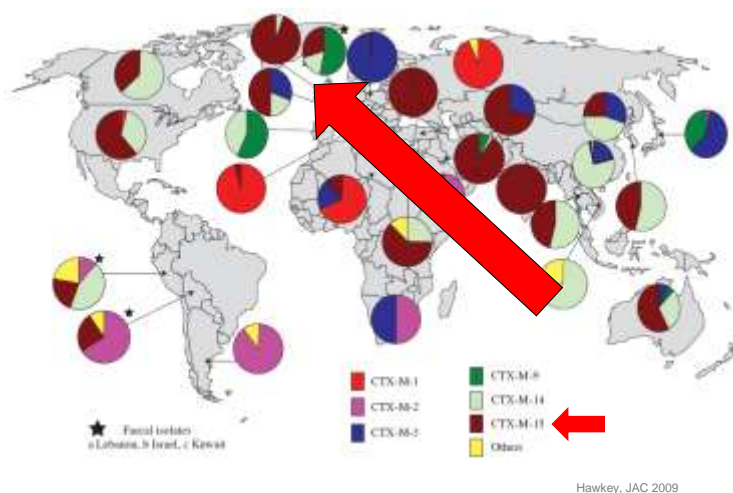 CTX-M-1
CTX-M-2
CTX-M-3
CTX-M-9
CTX-M-14
CTX-M-15
Others
Faecal isolates
a Lebanon, b Israel, c Kuwait
Hawkey, JAC 2009